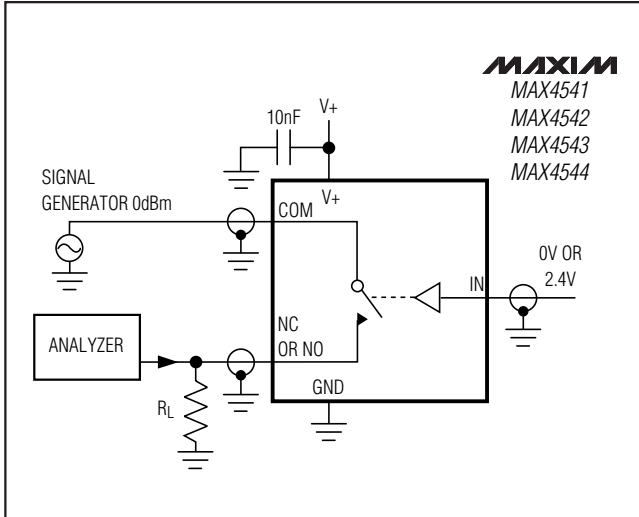 MAXIM
MAX4541
MAX4542
MAX4543
MAX4544
V+
10nF
V+
SIGNAL
GENERATOR 0dBm
COM
0V OR
2.4V
IN
NC
OR NO
ANALYZER
GND
RL